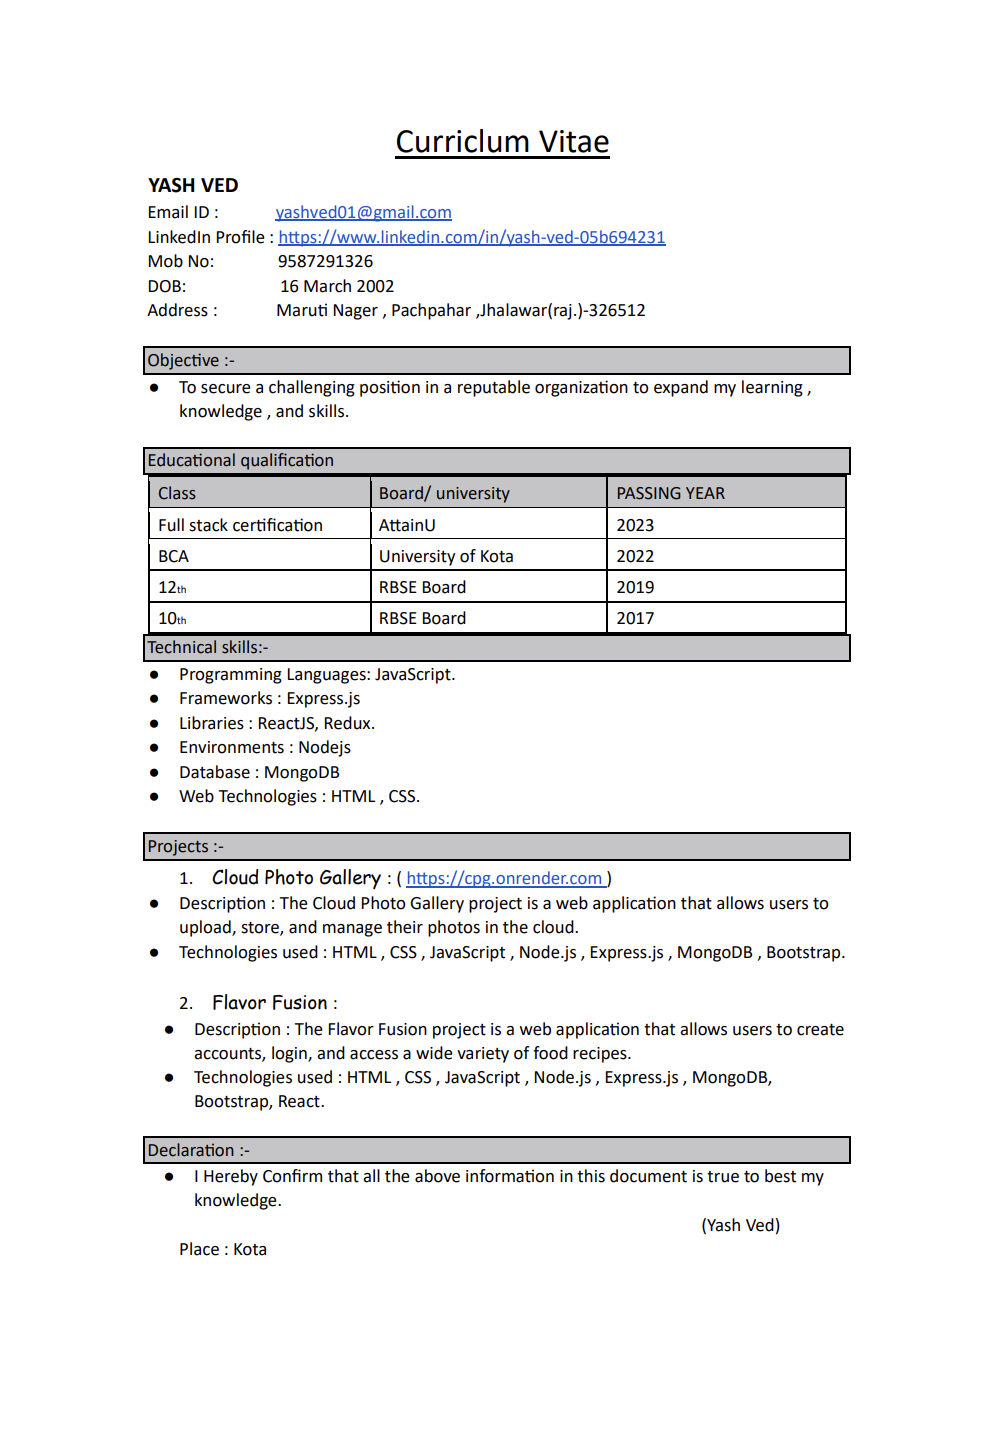 Curriclum Vitae
YASH VED
Email ID : yashved01@gmail.com
LinkedIn Profile : https://www.linkedin.com/in/yash-ved-05b694231
Mob No: 9587291326
DOB: 16 March 2002
Address : Maruti Nager , Pachpahar ,Jhalawar(raj.)-326512
Objective :-
● To secure a challenging position in a reputable organization to expand my learning ,
knowledge , and skills.
Educational qualification
Class Board/ university PASSING YEAR
Full stack certification AttainU 2023
BCA University of Kota 2022
12th RBSE Board 2019
10th RBSE Board 2017
Technical skills:-
● Programming Languages: JavaScript.
● Frameworks : Express.js
● Libraries : ReactJS, Redux.
● Environments : Nodejs
● Database : MongoDB
● Web Technologies : HTML , CSS.
Projects :-
1. Cloud Photo Gallery : ( https://cpg.onrender.com )
● Description : The Cloud Photo Gallery project is a web application that allows users to
upload, store, and manage their photos in the cloud.
● Technologies used : HTML , CSS , JavaScript , Node.js , Express.js , MongoDB , Bootstrap.
2. Flavor Fusion :
● Description : The Flavor Fusion project is a web application that allows users to create
accounts, login, and access a wide variety of food recipes.
● Technologies used : HTML , CSS , JavaScript , Node.js , Express.js , MongoDB,
Bootstrap, React.
Declaration :-
● I Hereby Confirm that all the above information in this document is true to best my
knowledge.
(Yash Ved)
Place : Kota